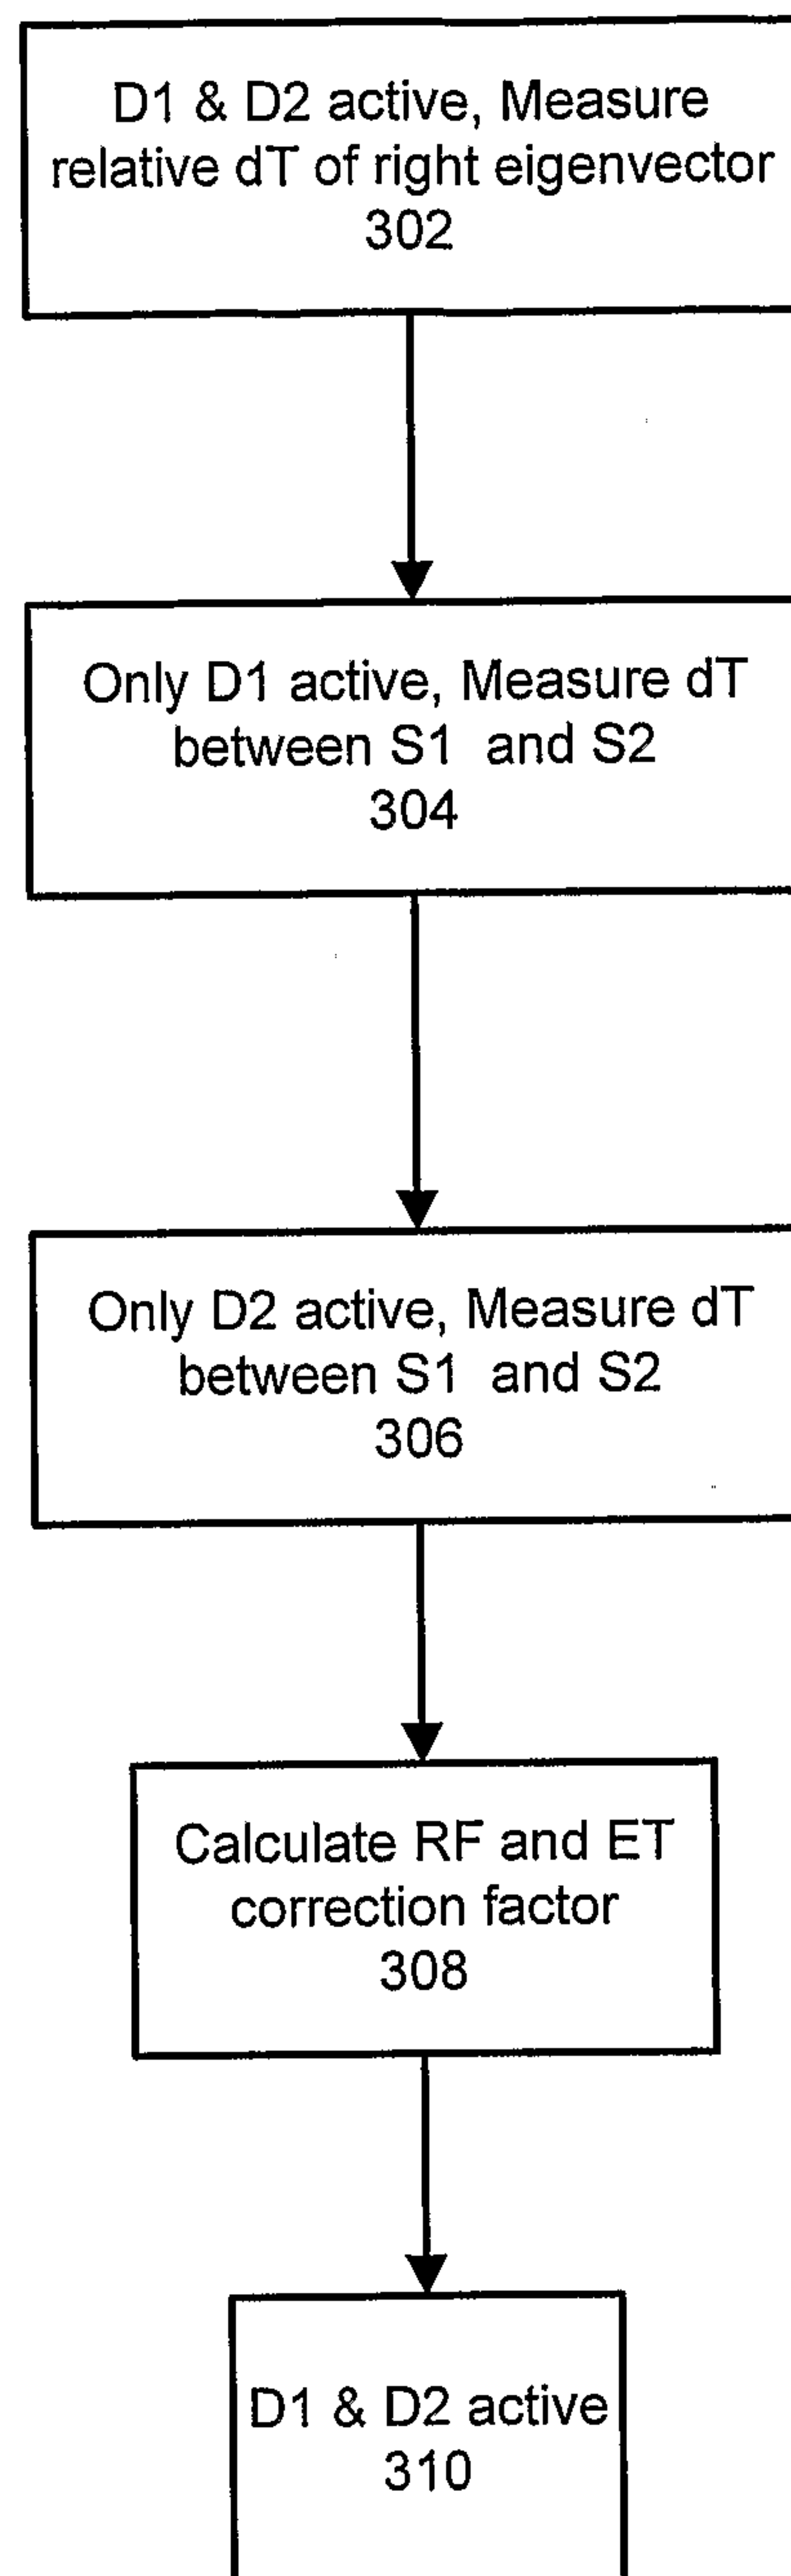 D1 & D2 active, Measure
relative dT of right eigenvector
302
Only D1 active, Measure dT
between S1 and S2
304
Only D2 active, Measure dT
between S1 and S2
306
Calculate RF and ET
correction factor
308
D1 & D2 active
310